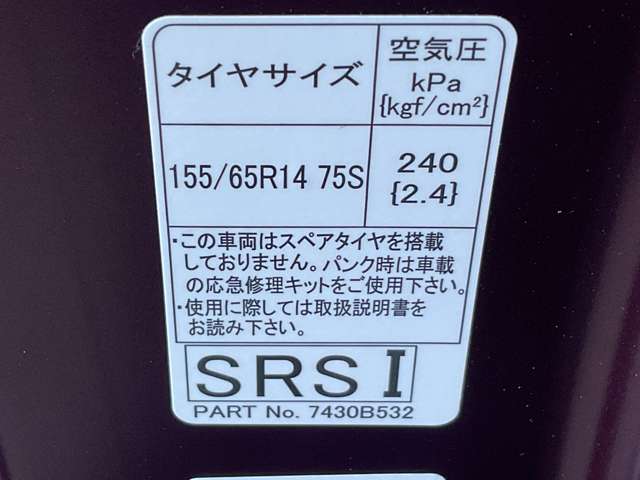 タイヤサイズ
空気圧
kPa
{kgf/cm²}
155/65R14 75S
240
{2.4}
・この車両はスペアタイヤを搭載
しておりません。パンク時は車載
の応急修理キットをご使用下さい。
・使用に際しては取扱説明書を
お読み下さい。
SRS I
PART No. 7430B532